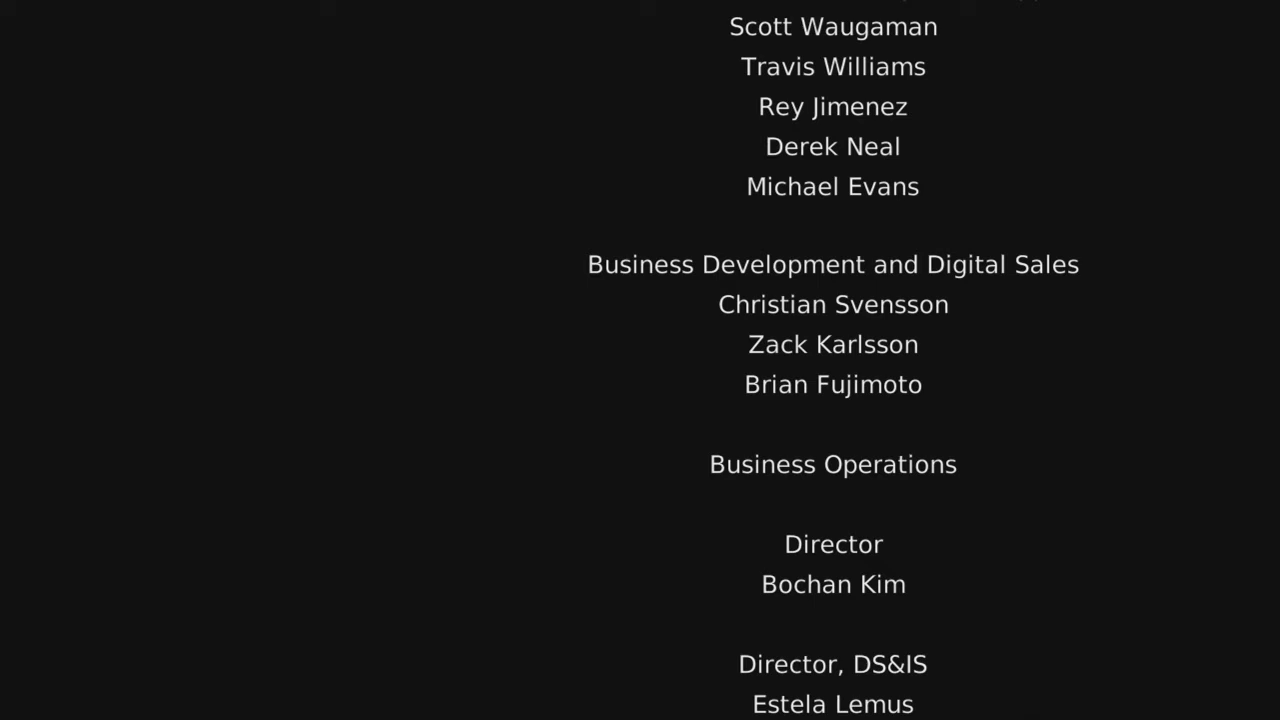 Scott Waugaman
Travis Williams
Rey Jimenez
Derek Neal
Michael Evans
Business Development and Digital Sales
Christian Svensson
Zack Karlsson
Brian Fujimoto
Business Operations
Director
Bochan Kim
Director, DS&IS
Estela Lemus